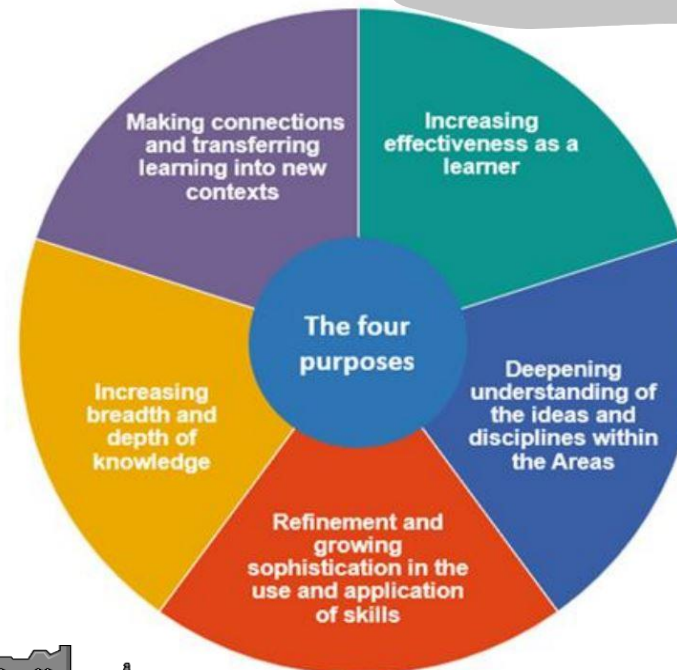 Making connections
and transferring
learning into new
contexts
Increasing
effectiveness as a
learner
The four
purposes
Increasing
breadth and
depth of
knowledge
Deepening
understanding of
the ideas and
disciplines within
the Areas
Refinement and
growing
sophistication in the
use and application
of skills